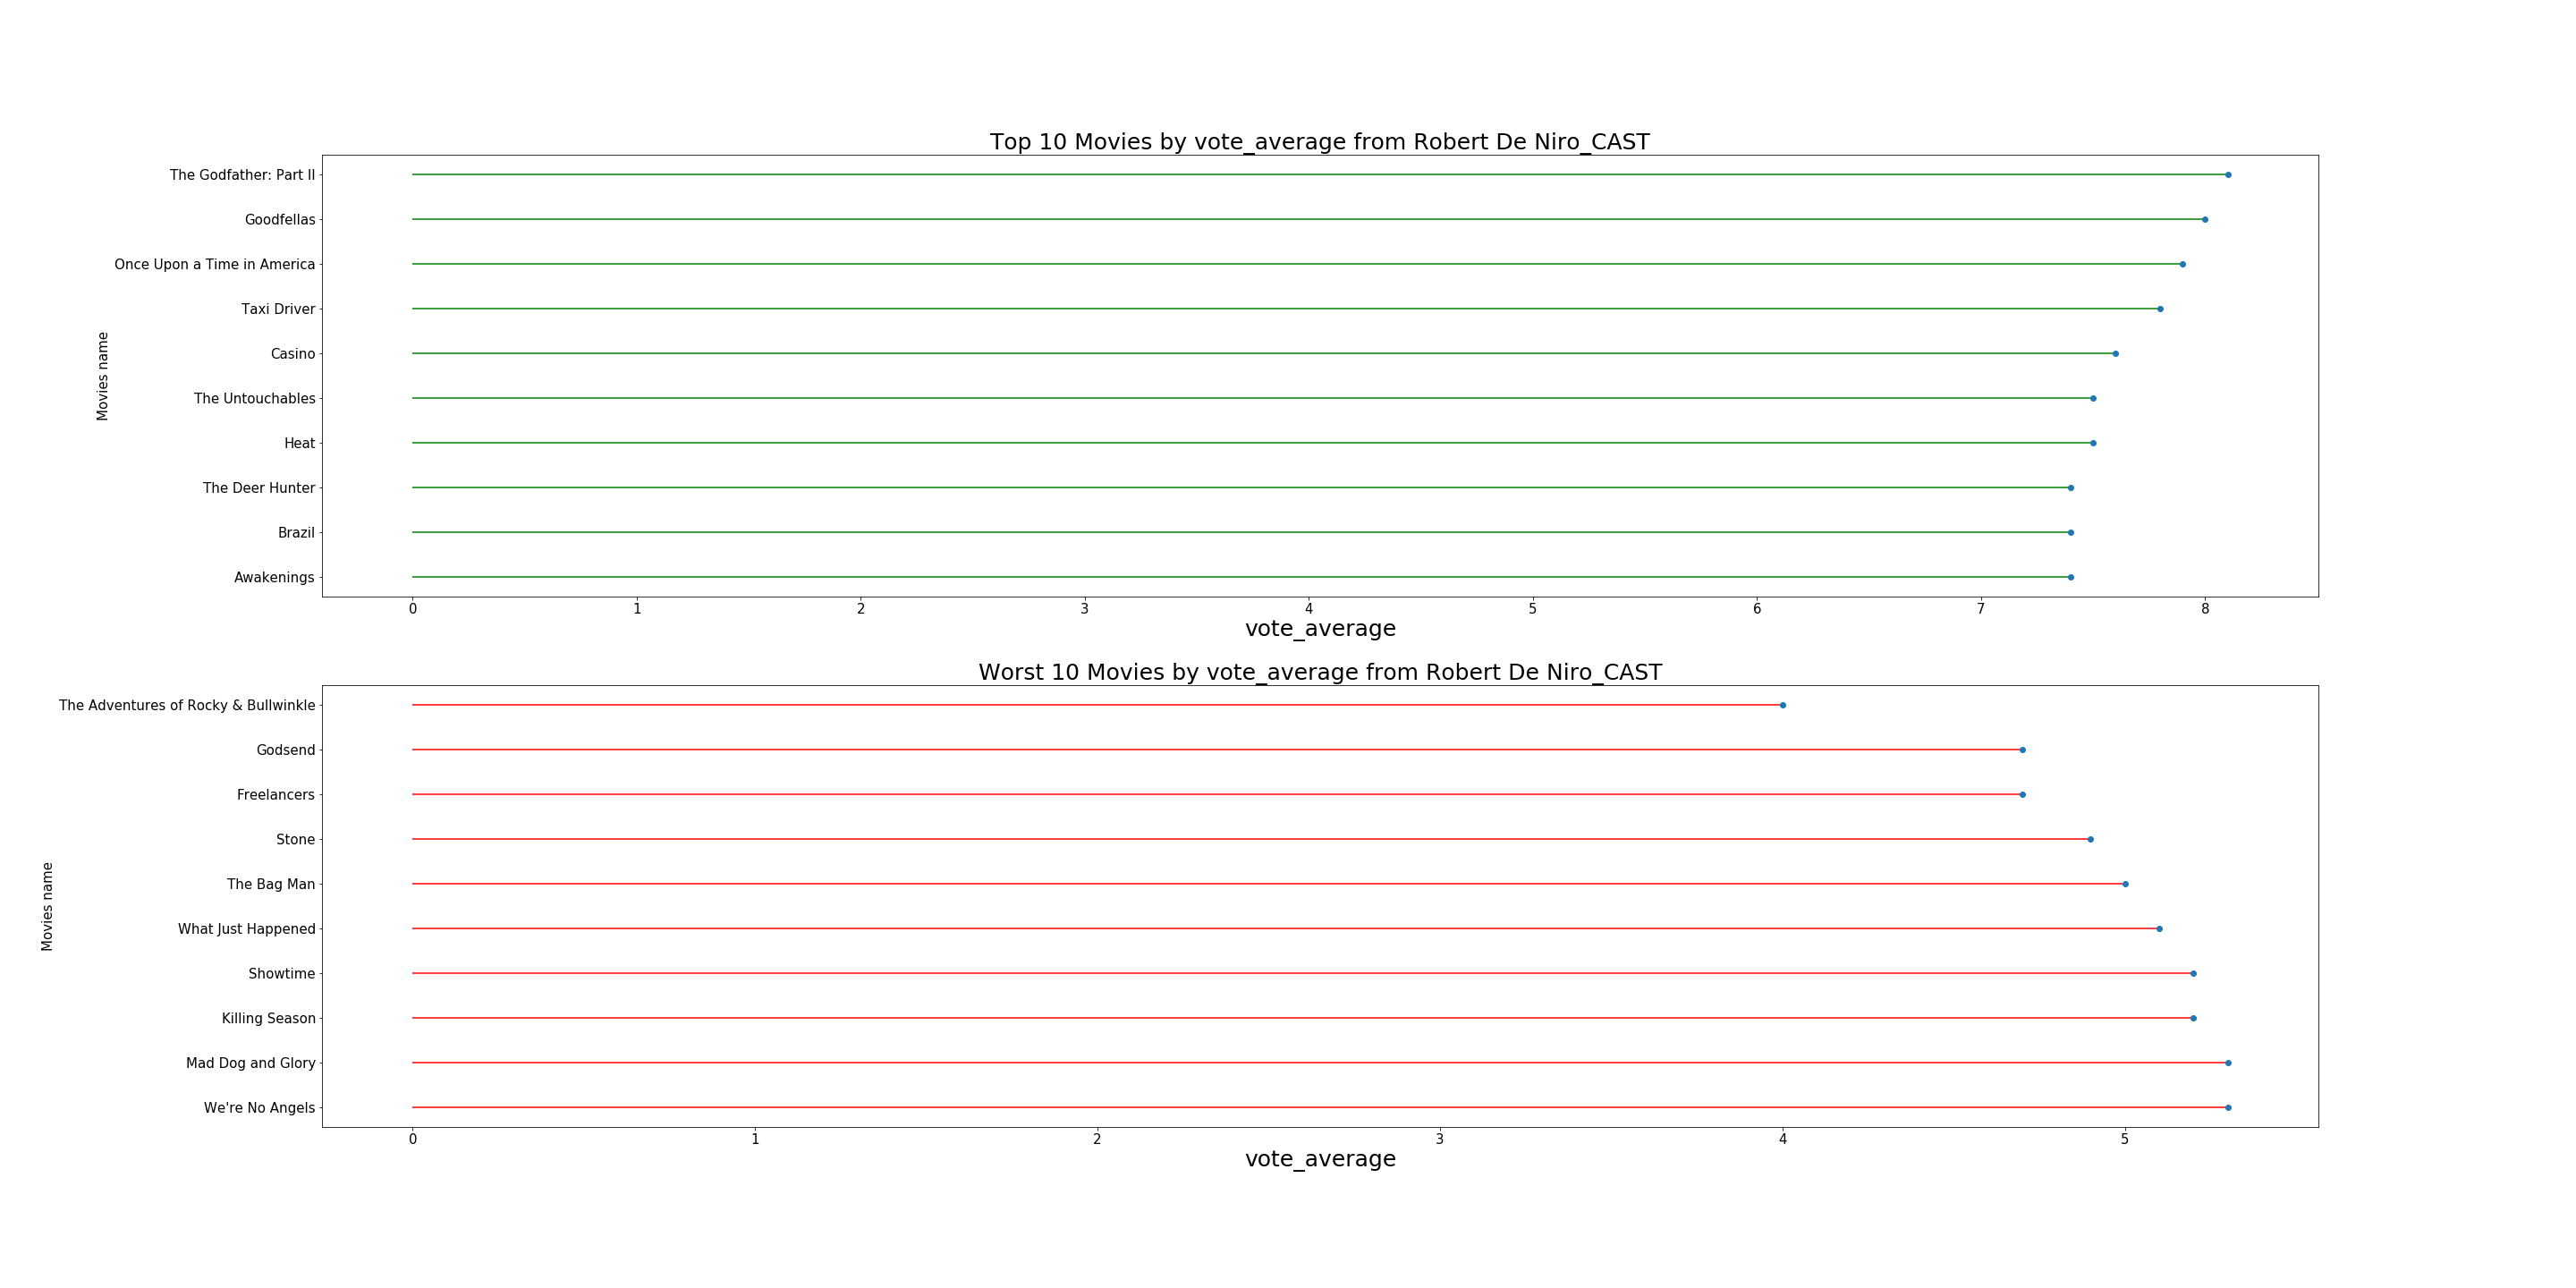 Top 10 Movies by vote_average from Robert De Niro_CAST
Movies name
The Godfather: Part II
Goodfellas
Once Upon a Time in America
Taxi Driver
Casino
The Untouchables
Heat
The Deer Hunter
Brazil
Awakenings
0 1 2 3 4 5 6 7 8
vote_average
Worst 10 Movies by vote_average from Robert De Niro_CAST
Movies name
The Adventures of Rocky & Bullwinkle
Godsend
Freelancers
Stone
The Bag Man
What Just Happened
Showtime
Killing Season
Mad Dog and Glory
We're No Angels
0 1 2 3 4 5
vote_average